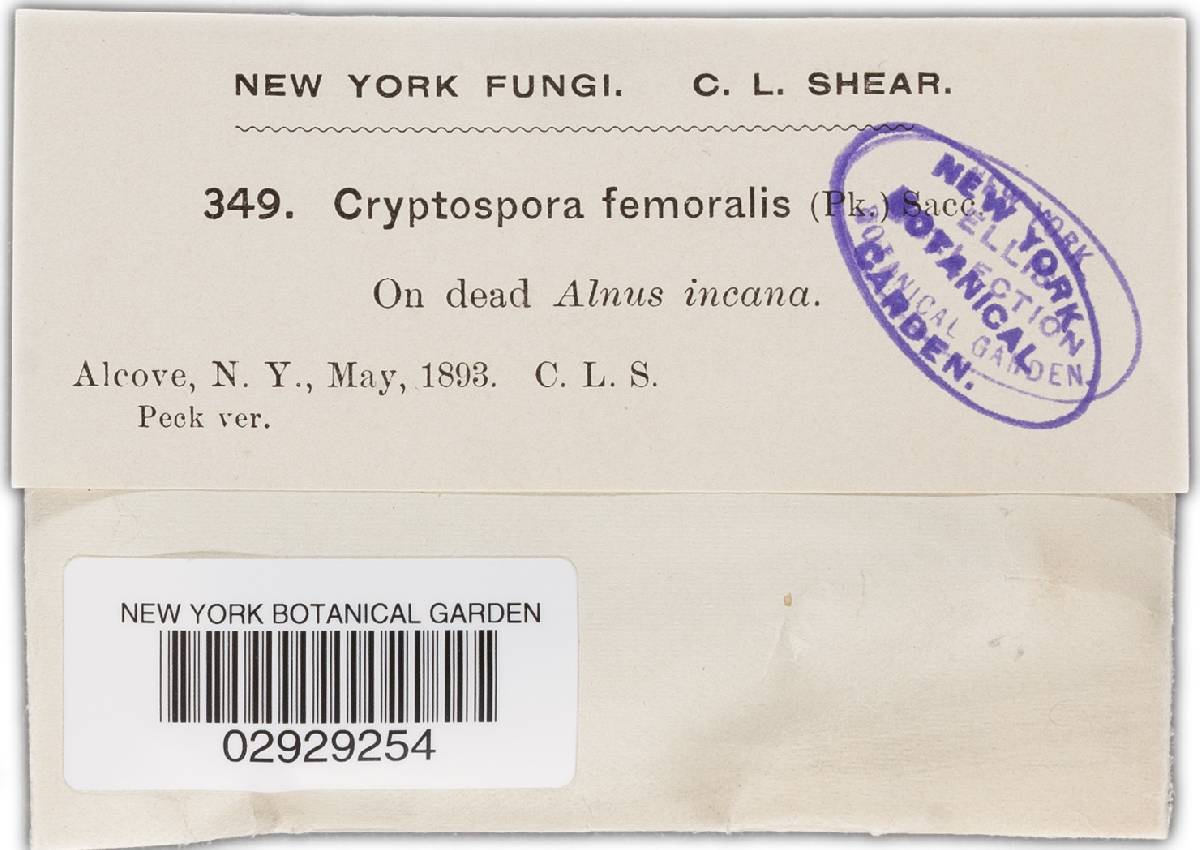 NEW YORK FUNGI. C. L. SHEAR.
349. Cryptospora femoralis (Pk.) Sacc.
On dead Alnus incana.
Alcove, N. Y., May, 1893. C. L. S.
Peck ver.
NEW YORK
BOTANICAL
GARDEN.
NEW YORK
ELLIS
COLLECTION
BOTANICAL GARDEN
NEW YORK BOTANICAL GARDEN
02929254